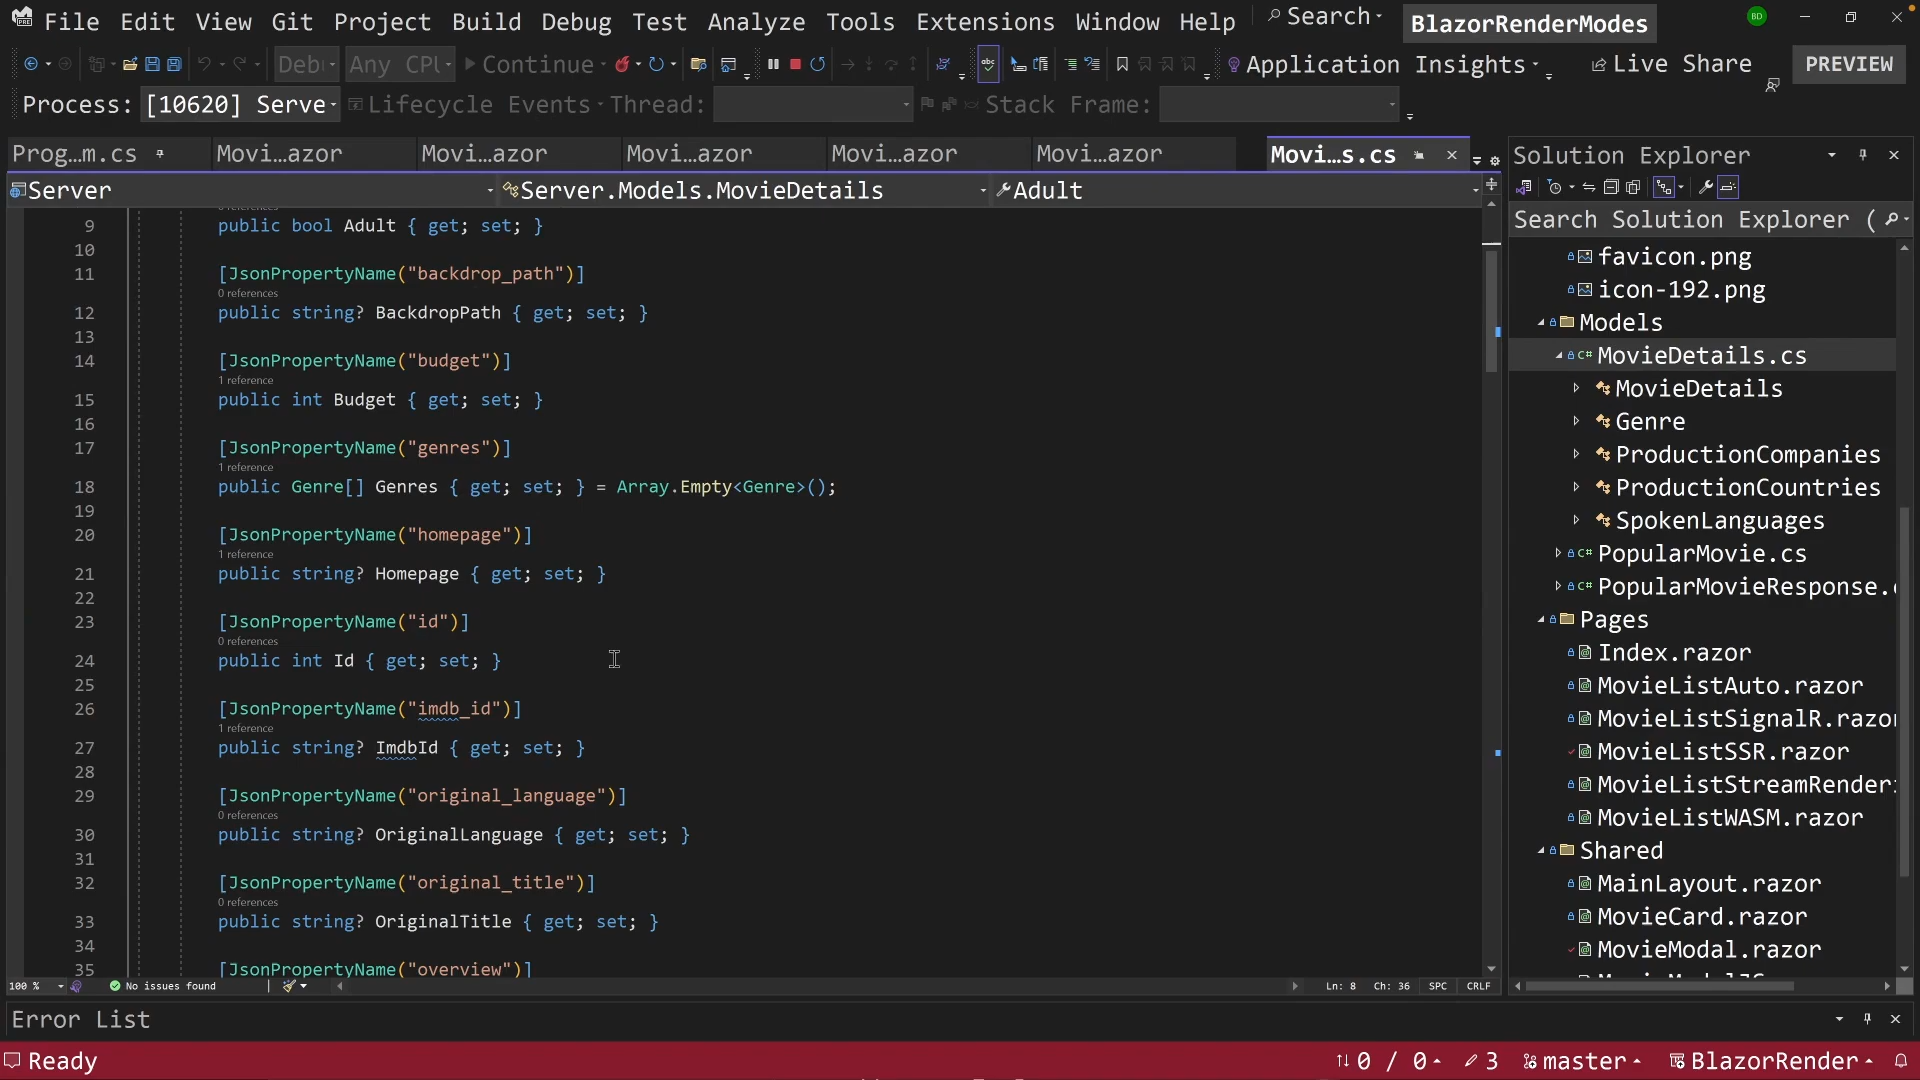 File Edit View Git Project Build Debug Test Analyze Tools Extensions Window Help Search BlazorRenderModes BD
Deb Any CPU Continue Application Insights Live Share PREVIEW
Process: [10620] Serve Lifecycle Events Thread: Stack Frame:
Prog…m.cs Movi…azor Movi…azor Movi…azor Movi…azor Movi…azor Movi…s.cs
Server Server.Models.MovieDetails Adult
9 public bool Adult { get; set; }
10
11 [JsonPropertyName("backdrop_path")]
0 references
12 public string? BackdropPath { get; set; }
13
14 [JsonPropertyName("budget")]
1 reference
15 public int Budget { get; set; }
16
17 [JsonPropertyName("genres")]
1 reference
18 public Genre[] Genres { get; set; } = Array.Empty<Genre>();
19
20 [JsonPropertyName("homepage")]
1 reference
21 public string? Homepage { get; set; }
22
23 [JsonPropertyName("id")]
0 references
24 public int Id { get; set; }
25
26 [JsonPropertyName("imdb_id")]
1 reference
27 public string? ImdbId { get; set; }
28
29 [JsonPropertyName("original_language")]
0 references
30 public string? OriginalLanguage { get; set; }
31
32 [JsonPropertyName("original_title")]
0 references
33 public string? OriginalTitle { get; set; }
34
35 [JsonPropertyName("overview")]
100 % No issues found Ln: 8 Ch: 36 SPC CRLF
Solution Explorer
Search Solution Explorer (
favicon.png
icon-192.png
Models
MovieDetails.cs
MovieDetails
Genre
ProductionCompanies
ProductionCountries
SpokenLanguages
PopularMovie.cs
PopularMovieResponse.c
Pages
Index.razor
MovieListAuto.razor
MovieListSignalR.razor
MovieListSSR.razor
MovieListStreamRender
MovieListWASM.razor
Shared
MainLayout.razor
MovieCard.razor
MovieModal.razor
Error List
Ready 0 / 0 3 master BlazorRender